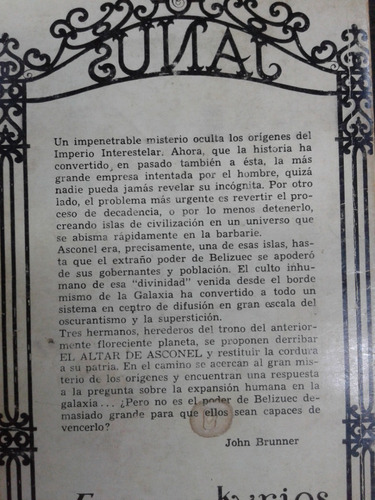 JANUS
Un impenetrable misterio oculta los orígenes del
Imperio Interestelar. Ahora, que la historia ha
convertido en pasado también a ésta, la más
grande empresa intentada por el hombre, quizá
nadie pueda jamás revelar su incógnita. Por otro
lado, el problema más urgente es revertir el pro-
ceso de decadencia, o por lo menos detenerlo,
creando islas de civilización en un universo que
se abisma rápidamente en la barbarie.
Asconel era, precisamente, una de esas islas, has-
ta que el extraño poder de Belizuec se apoderó
de sus gobernantes y población. El culto inhu-
mano de esa "divinidad" venida desde el borde
mismo de la Galaxia ha convertido a todo un
sistema en centro de difusión en gran escala del
oscurantismo y la superstición.
Tres hermanos, herederos del trono del anterior-
mente floreciente planeta, se proponen derribar
EL ALTAR DE ASCONEL y restituir la cordura
a su patria. En el camino se acercan al gran mis-
terio de los orígenes y encuentran una respuesta
a la pregunta sobre la expansión humana en la
galaxia... ¿Pero no es el poder de Belizuec de-
masiado grande para que ellos sean capaces de
vencerlo?
John Brunner